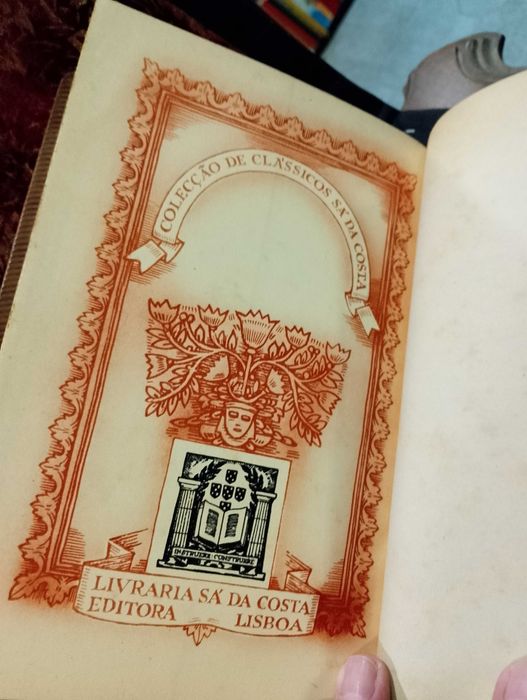 COLECÇÃO DE CLÁSSICOS SÁ DA COSTA
INSTRUERE CONSTRUERE
LIVRARIA SÁ DA COSTA
EDITORA LISBOA